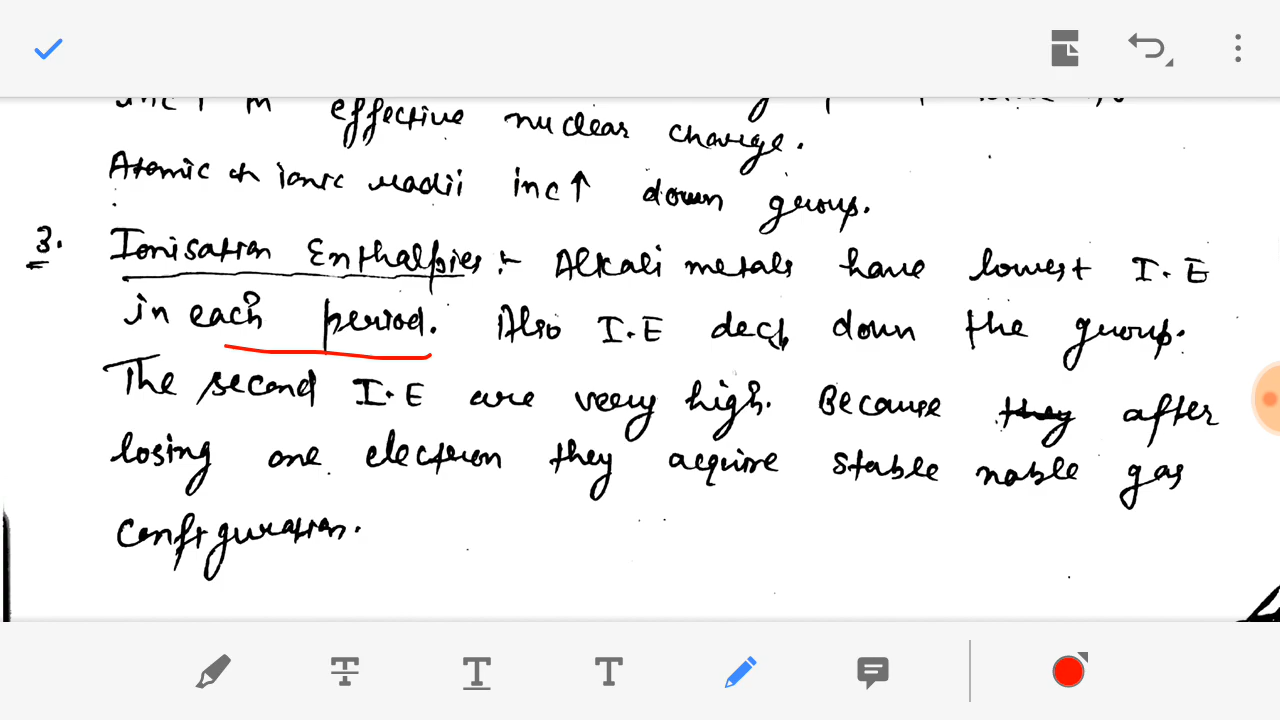 effective nuclear charge.
Atomic & ionic radii inc↑ down group.
3. Ionisation Enthalpies :- Alkali metals have lowest I.E
in each period. Also I.E dec↓ down the group.
The second I.E are very high. Because they after
losing one electron they acquire stable noble gas
configuration.